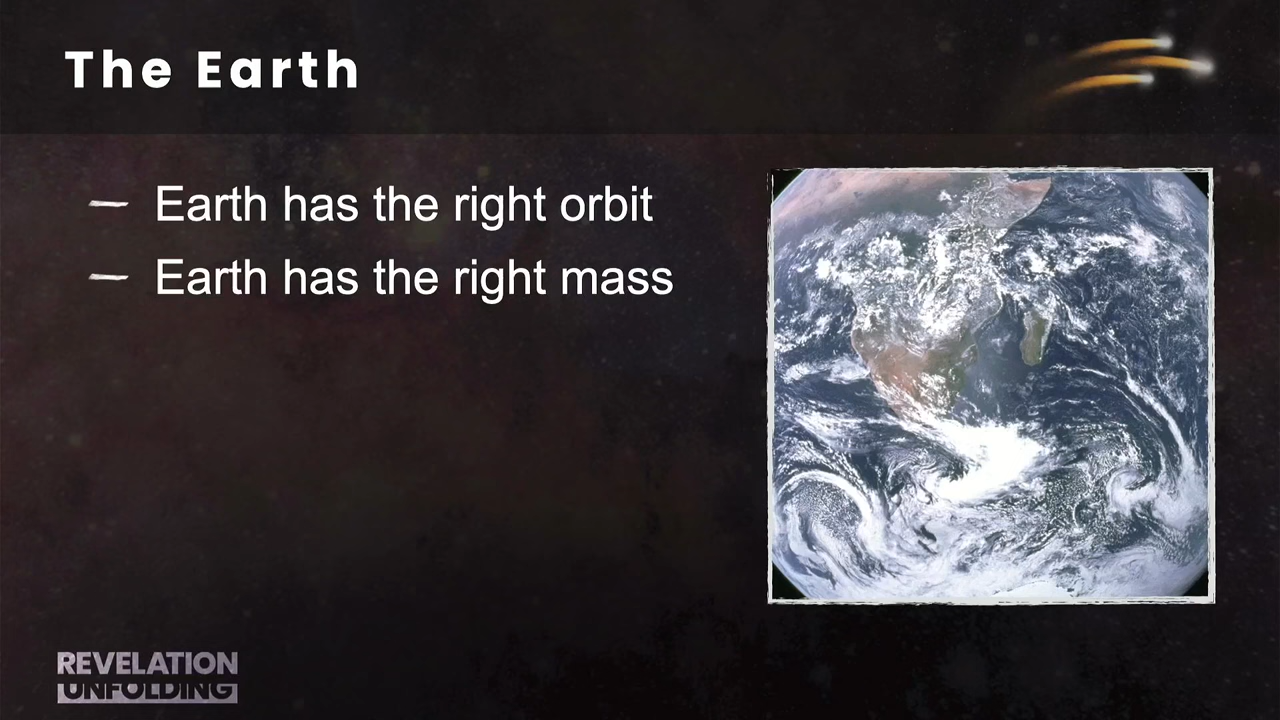 The Earth
— Earth has the right orbit
— Earth has the right mass
REVELATION
UNFOLDING